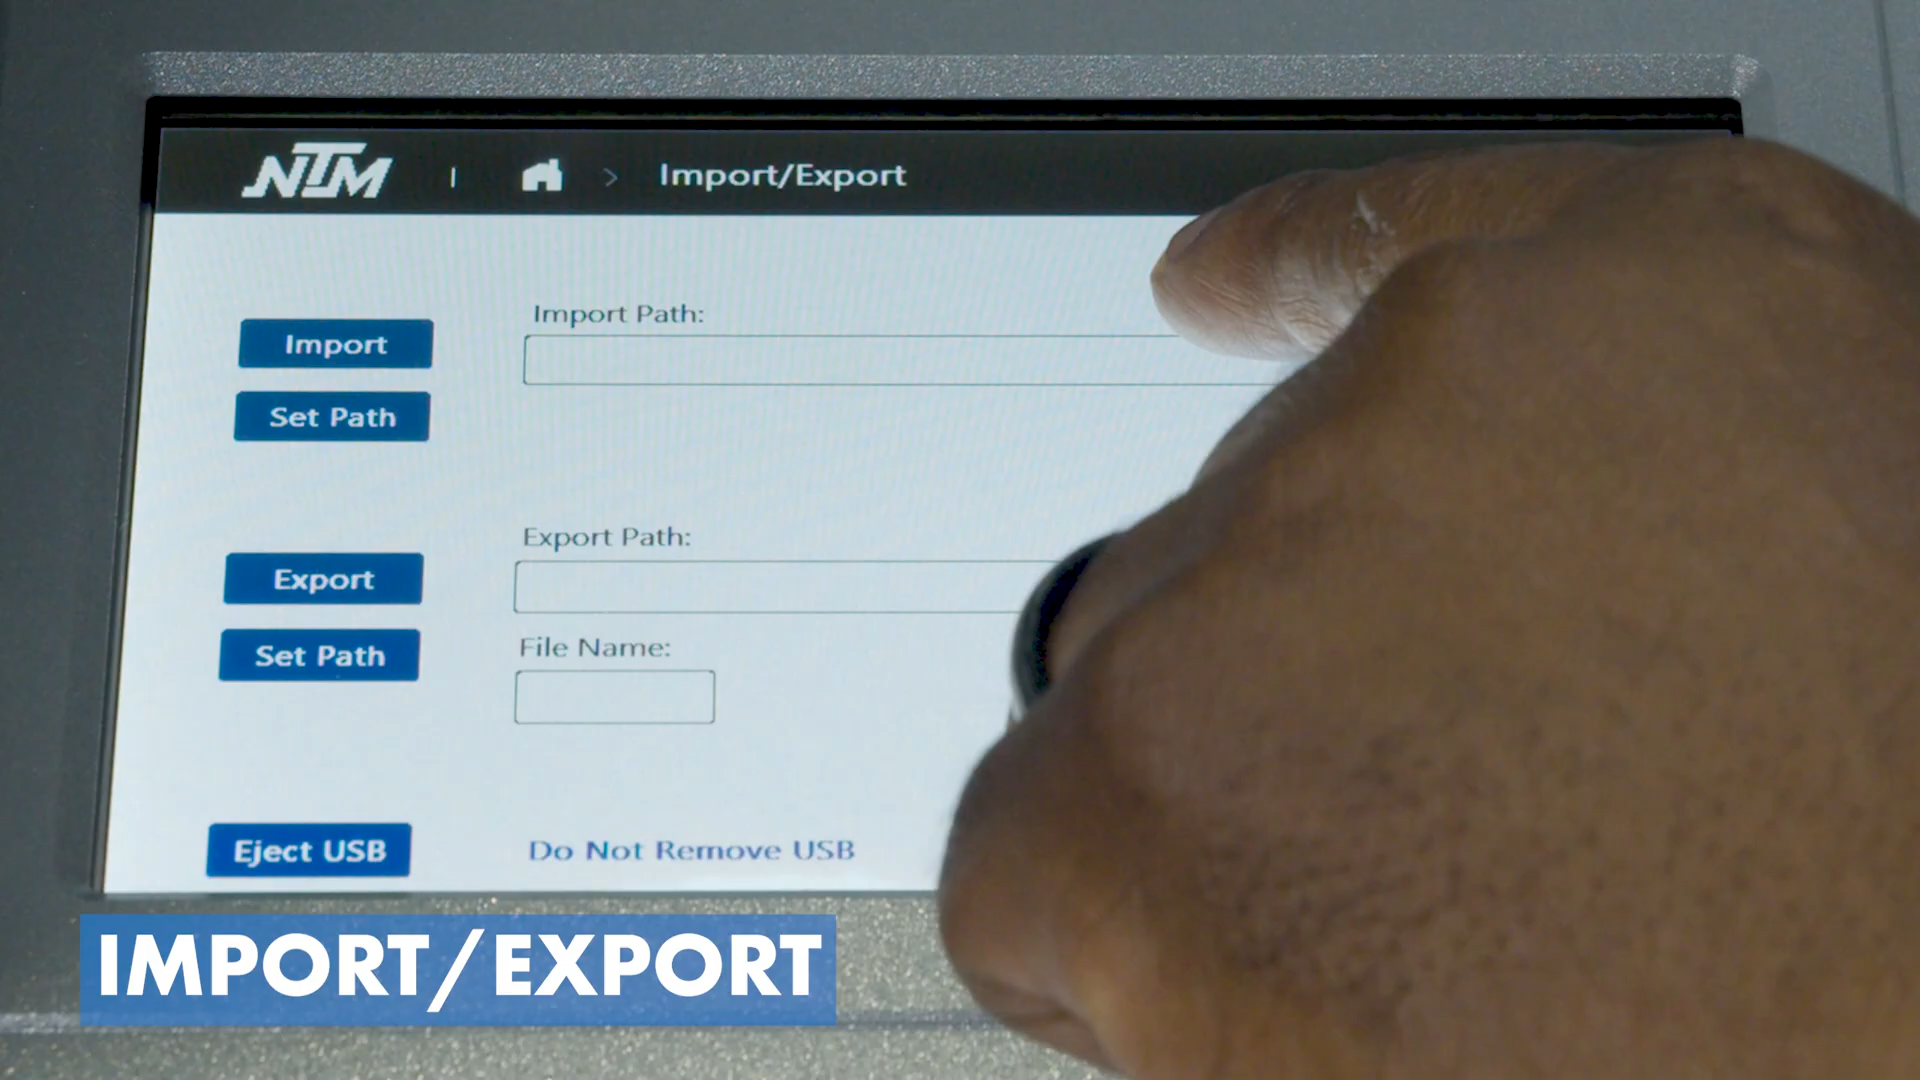 NTM | > Import/Export
Import
Import Path:
Set Path
Export Path:
Export
File Name:
Set Path
Eject USB
Do Not Remove USB
IMPORT/EXPORT